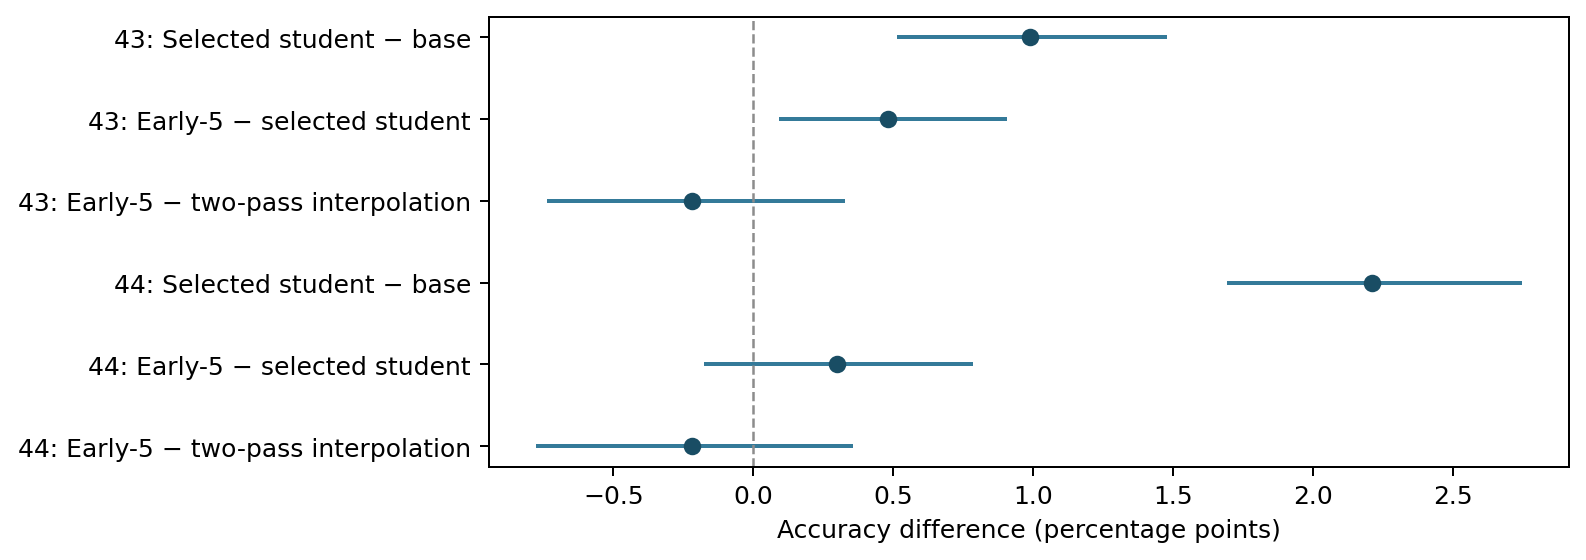 43: Selected student − base
43: Early-5 − selected student
43: Early-5 − two-pass interpolation
44: Selected student − base
44: Early-5 − selected student
44: Early-5 − two-pass interpolation
−0.5 0.0 0.5 1.0 1.5 2.0 2.5
Accuracy difference (percentage points)